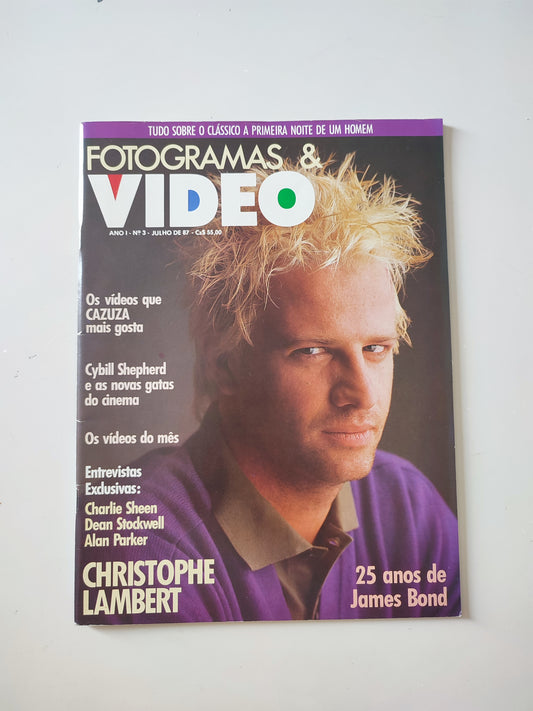 TUDO SOBRE O CLÁSSICO A PRIMEIRA NOITE DE UM HOMEM
FOTOGRAMAS &
VIDEO
ANO I - Nº 3 - JULHO DE 87 - Cz$ 55,00
Os vídeos que
CAZUZA
mais gosta
Cybill Shepherd
e as novas gatas
do cinema
Os vídeos do mês
Entrevistas
Exclusivas:
Charlie Sheen
Dean Stockwell
Alan Parker
CHRISTOPHE
LAMBERT
25 anos de
James Bond